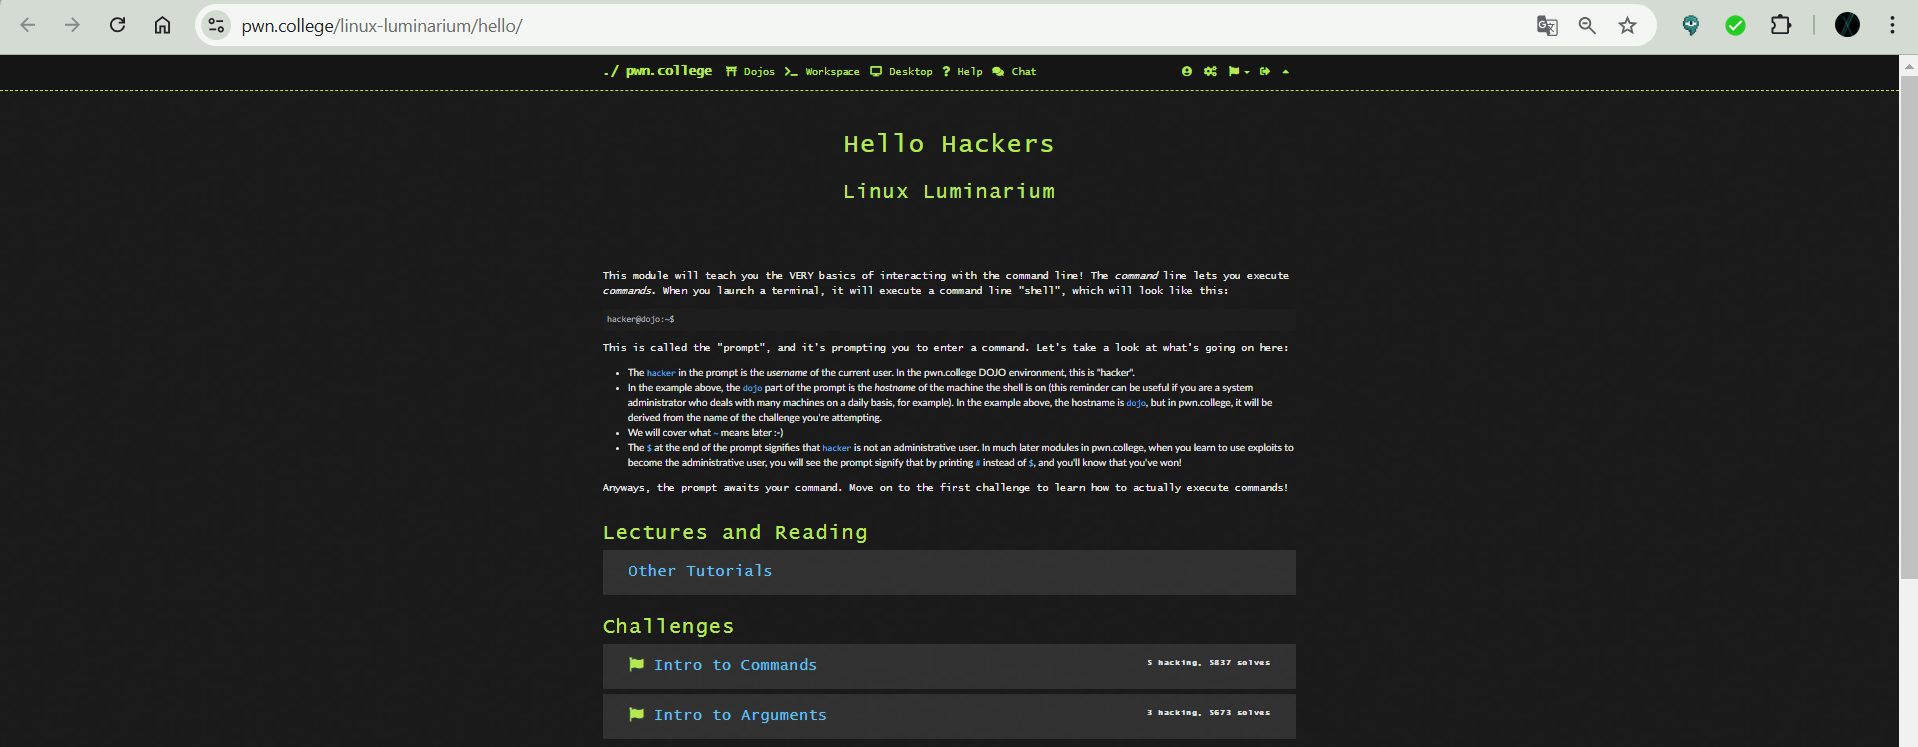 pwn.college/linux-luminarium/hello/
./ pwn.college Dojos Workspace Desktop ? Help Chat
Hello Hackers
Linux Luminarium
This module will teach you the VERY basics of interacting with the command line! The command line lets you execute
commands. When you launch a terminal, it will execute a command line "shell", which will look like this:
hacker@dojo:~$
This is called the "prompt", and it's prompting you to enter a command. Let's take a look at what's going on here:
• The hacker in the prompt is the username of the current user. In the pwn.college DOJO environment, this is "hacker".
• In the example above, the dojo part of the prompt is the hostname of the machine the shell is on (this reminder can be useful if you are a system
administrator who deals with many machines on a daily basis, for example). In the example above, the hostname is dojo, but in pwn.college, it will be
derived from the name of the challenge you're attempting.
• We will cover what ~ means later :-)
• The $ at the end of the prompt signifies that hacker is not an administrative user. In much later modules in pwn.college, when you learn to use exploits to
become the administrative user, you will see the prompt signify that by printing # instead of $, and you'll know that you've won!
Anyways, the prompt awaits your command. Move on to the first challenge to learn how to actually execute commands!
Lectures and Reading
Other Tutorials
Challenges
Intro to Commands 5 hacking, 5837 solves
Intro to Arguments 3 hacking, 5673 solves